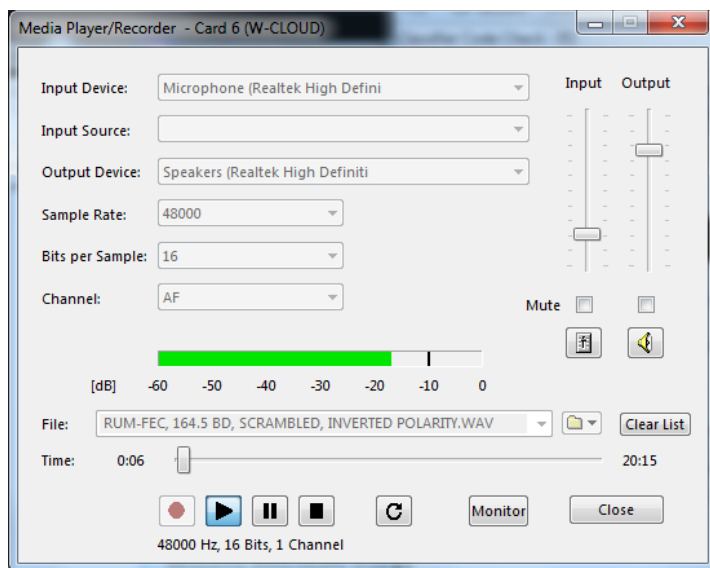 Media Player/Recorder - Card 6 (W-CLOUD)
Input Device: Microphone (Realtek High Defini
Input Output
Input Source:
Output Device: Speakers (Realtek High Definiti
Sample Rate: 48000
Bits per Sample: 16
Channel: AF
Mute
[dB] -60 -50 -40 -30 -20 -10 0
File: RUM-FEC, 164.5 BD, SCRAMBLED, INVERTED POLARITY.WAV Clear List
Time: 0:06 20:15
Monitor Close
48000 Hz, 16 Bits, 1 Channel